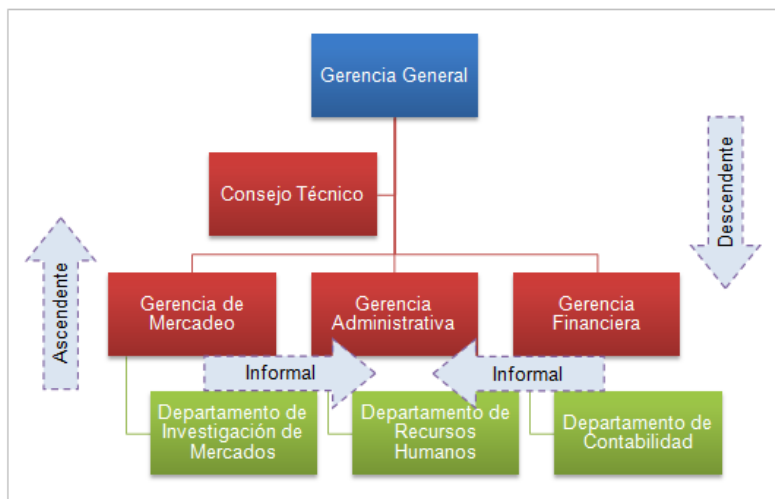 Gerencia General
Consejo Técnico
Ascendente
Descendente
Gerencia de
Mercadeo
Gerencia
Administrativa
Gerencia
Financiera
Informal
Informal
Departamento de
Investigación de
Mercados
Departamento de
Recursos
Humanos
Departamento de
Contabilidad